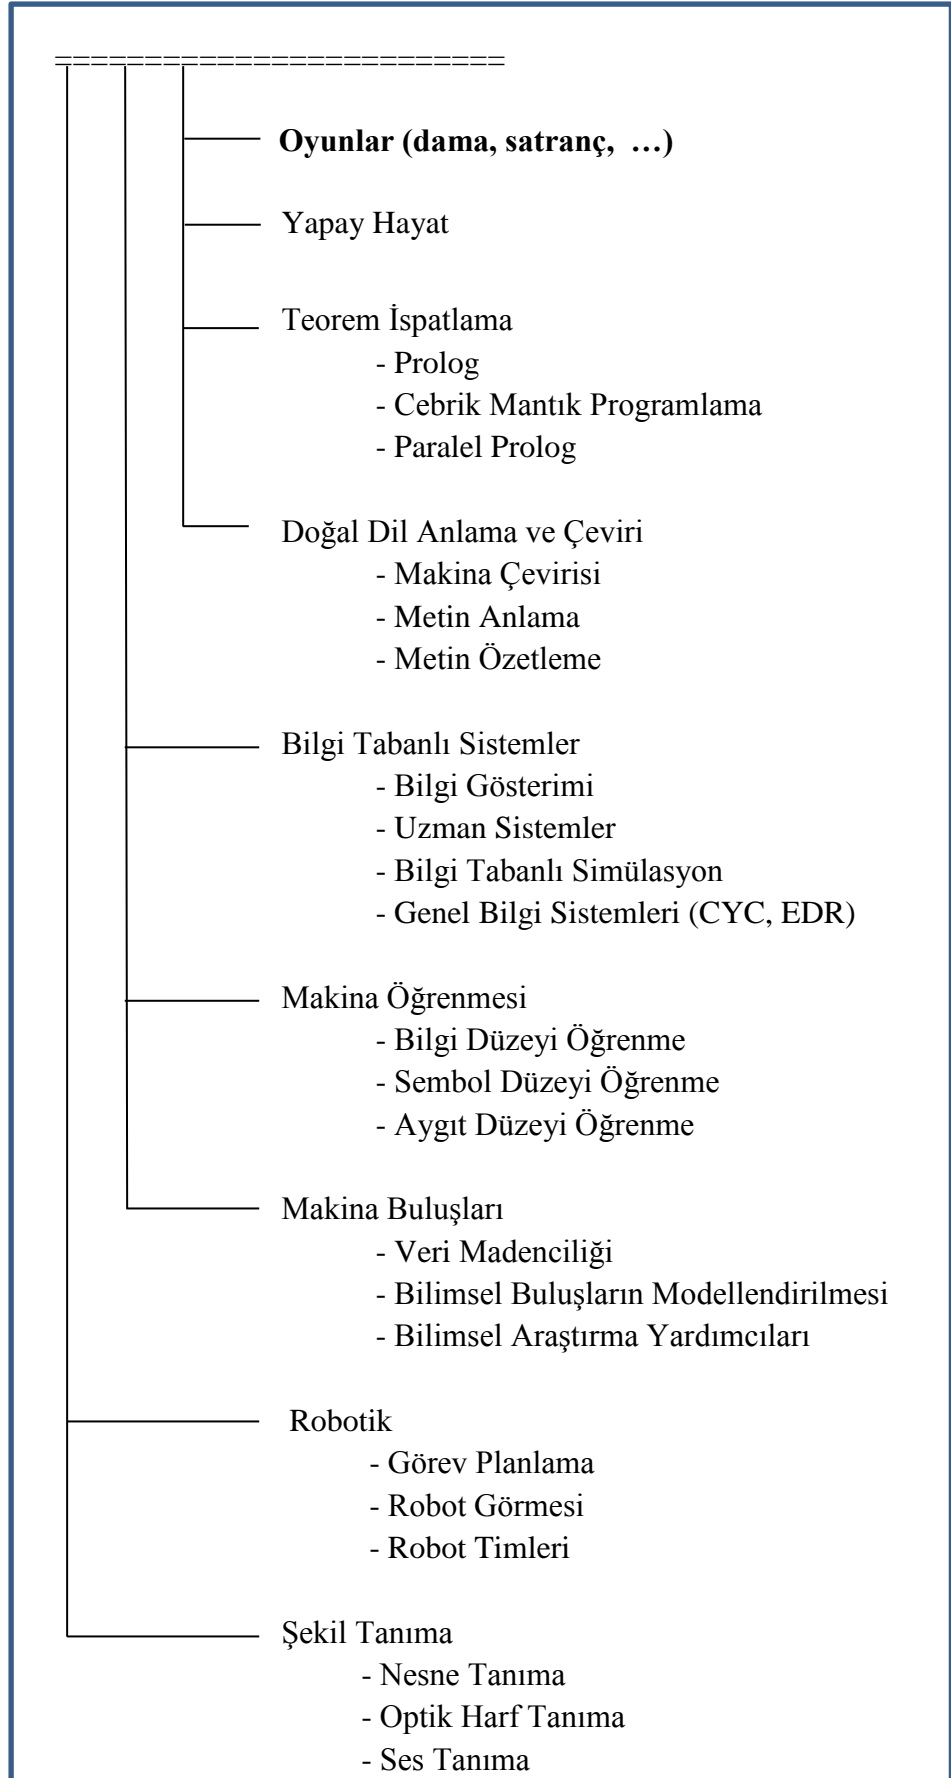 =========================
Oyunlar (dama, satranç, …)
Yapay Hayat
Teorem İspatlama
- Prolog
- Cebrik Mantık Programlama
- Paralel Prolog
Doğal Dil Anlama ve Çeviri
- Makina Çevirisi
- Metin Anlama
- Metin Özetleme
Bilgi Tabanlı Sistemler
- Bilgi Gösterimi
- Uzman Sistemler
- Bilgi Tabanlı Simülasyon
- Genel Bilgi Sistemleri (CYC, EDR)
Makina Öğrenmesi
- Bilgi Düzeyi Öğrenme
- Sembol Düzeyi Öğrenme
- Aygıt Düzeyi Öğrenme
Makina Buluşları
- Veri Madenciliği
- Bilimsel Buluşların Modellendirilmesi
- Bilimsel Araştırma Yardımcıları
Robotik
- Görev Planlama
- Robot Görmesi
- Robot Timleri
Şekil Tanıma
- Nesne Tanıma
- Optik Harf Tanıma
- Ses Tanıma